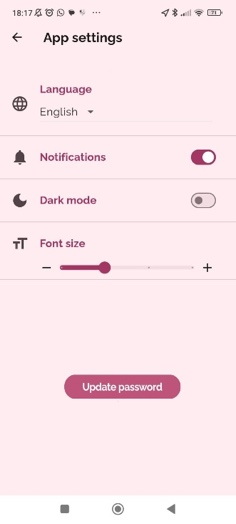 18:17
App settings
Language
English
Notifications
Dark mode
Font size
Update password